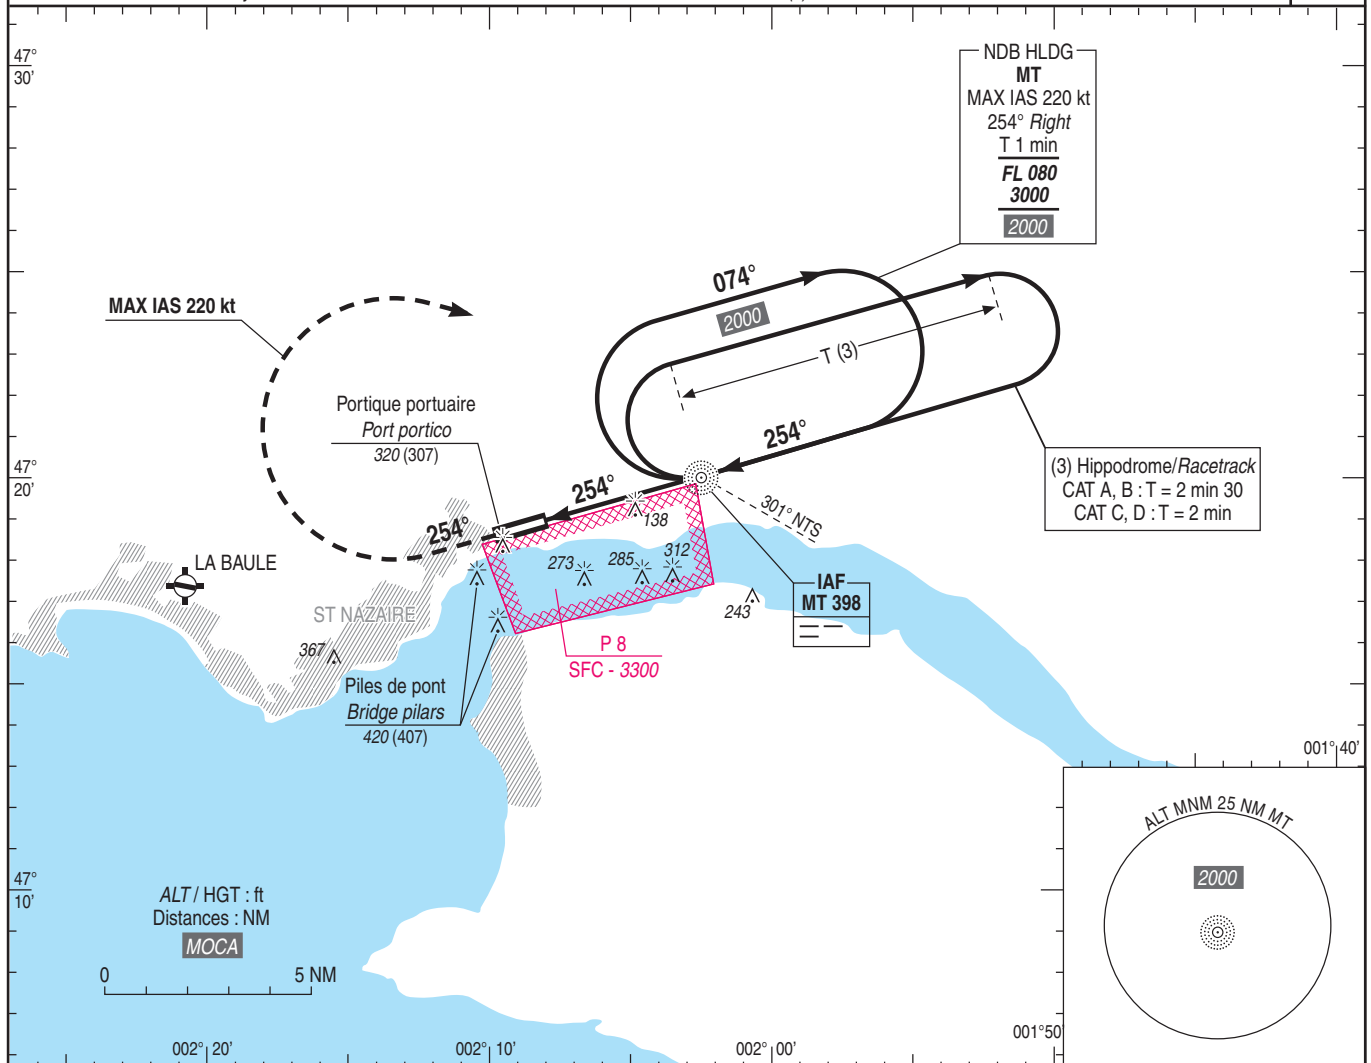 47°
30'
NDB HLDG
MT
MAX IAS 220 kt
254° Right
T 1 min
FL 080
3000
2000
074°
2000
MAX IAS 220 kt
T (3)
Portique portuaire
Port portico
320 (307)
254°
47°
20'
(3) Hippodrome/Racetrack
CAT A, B : T = 2 min 30
CAT C, D : T = 2 min
254°
301° NTS
138
254°
LA BAULE
273
285
312
IAF
MT 398
243
ST NAZAIRE
367
P 8
SFC - 3300
Piles de pont
Bridge pilars
420 (407)
001° 40'
ALT MNM 25 NM MT
2000
47°
10'
ALT / HGT : ft
Distances : NM
MOCA
0 5 NM
001° 50'
002° 20'
002° 10'
002° 00'